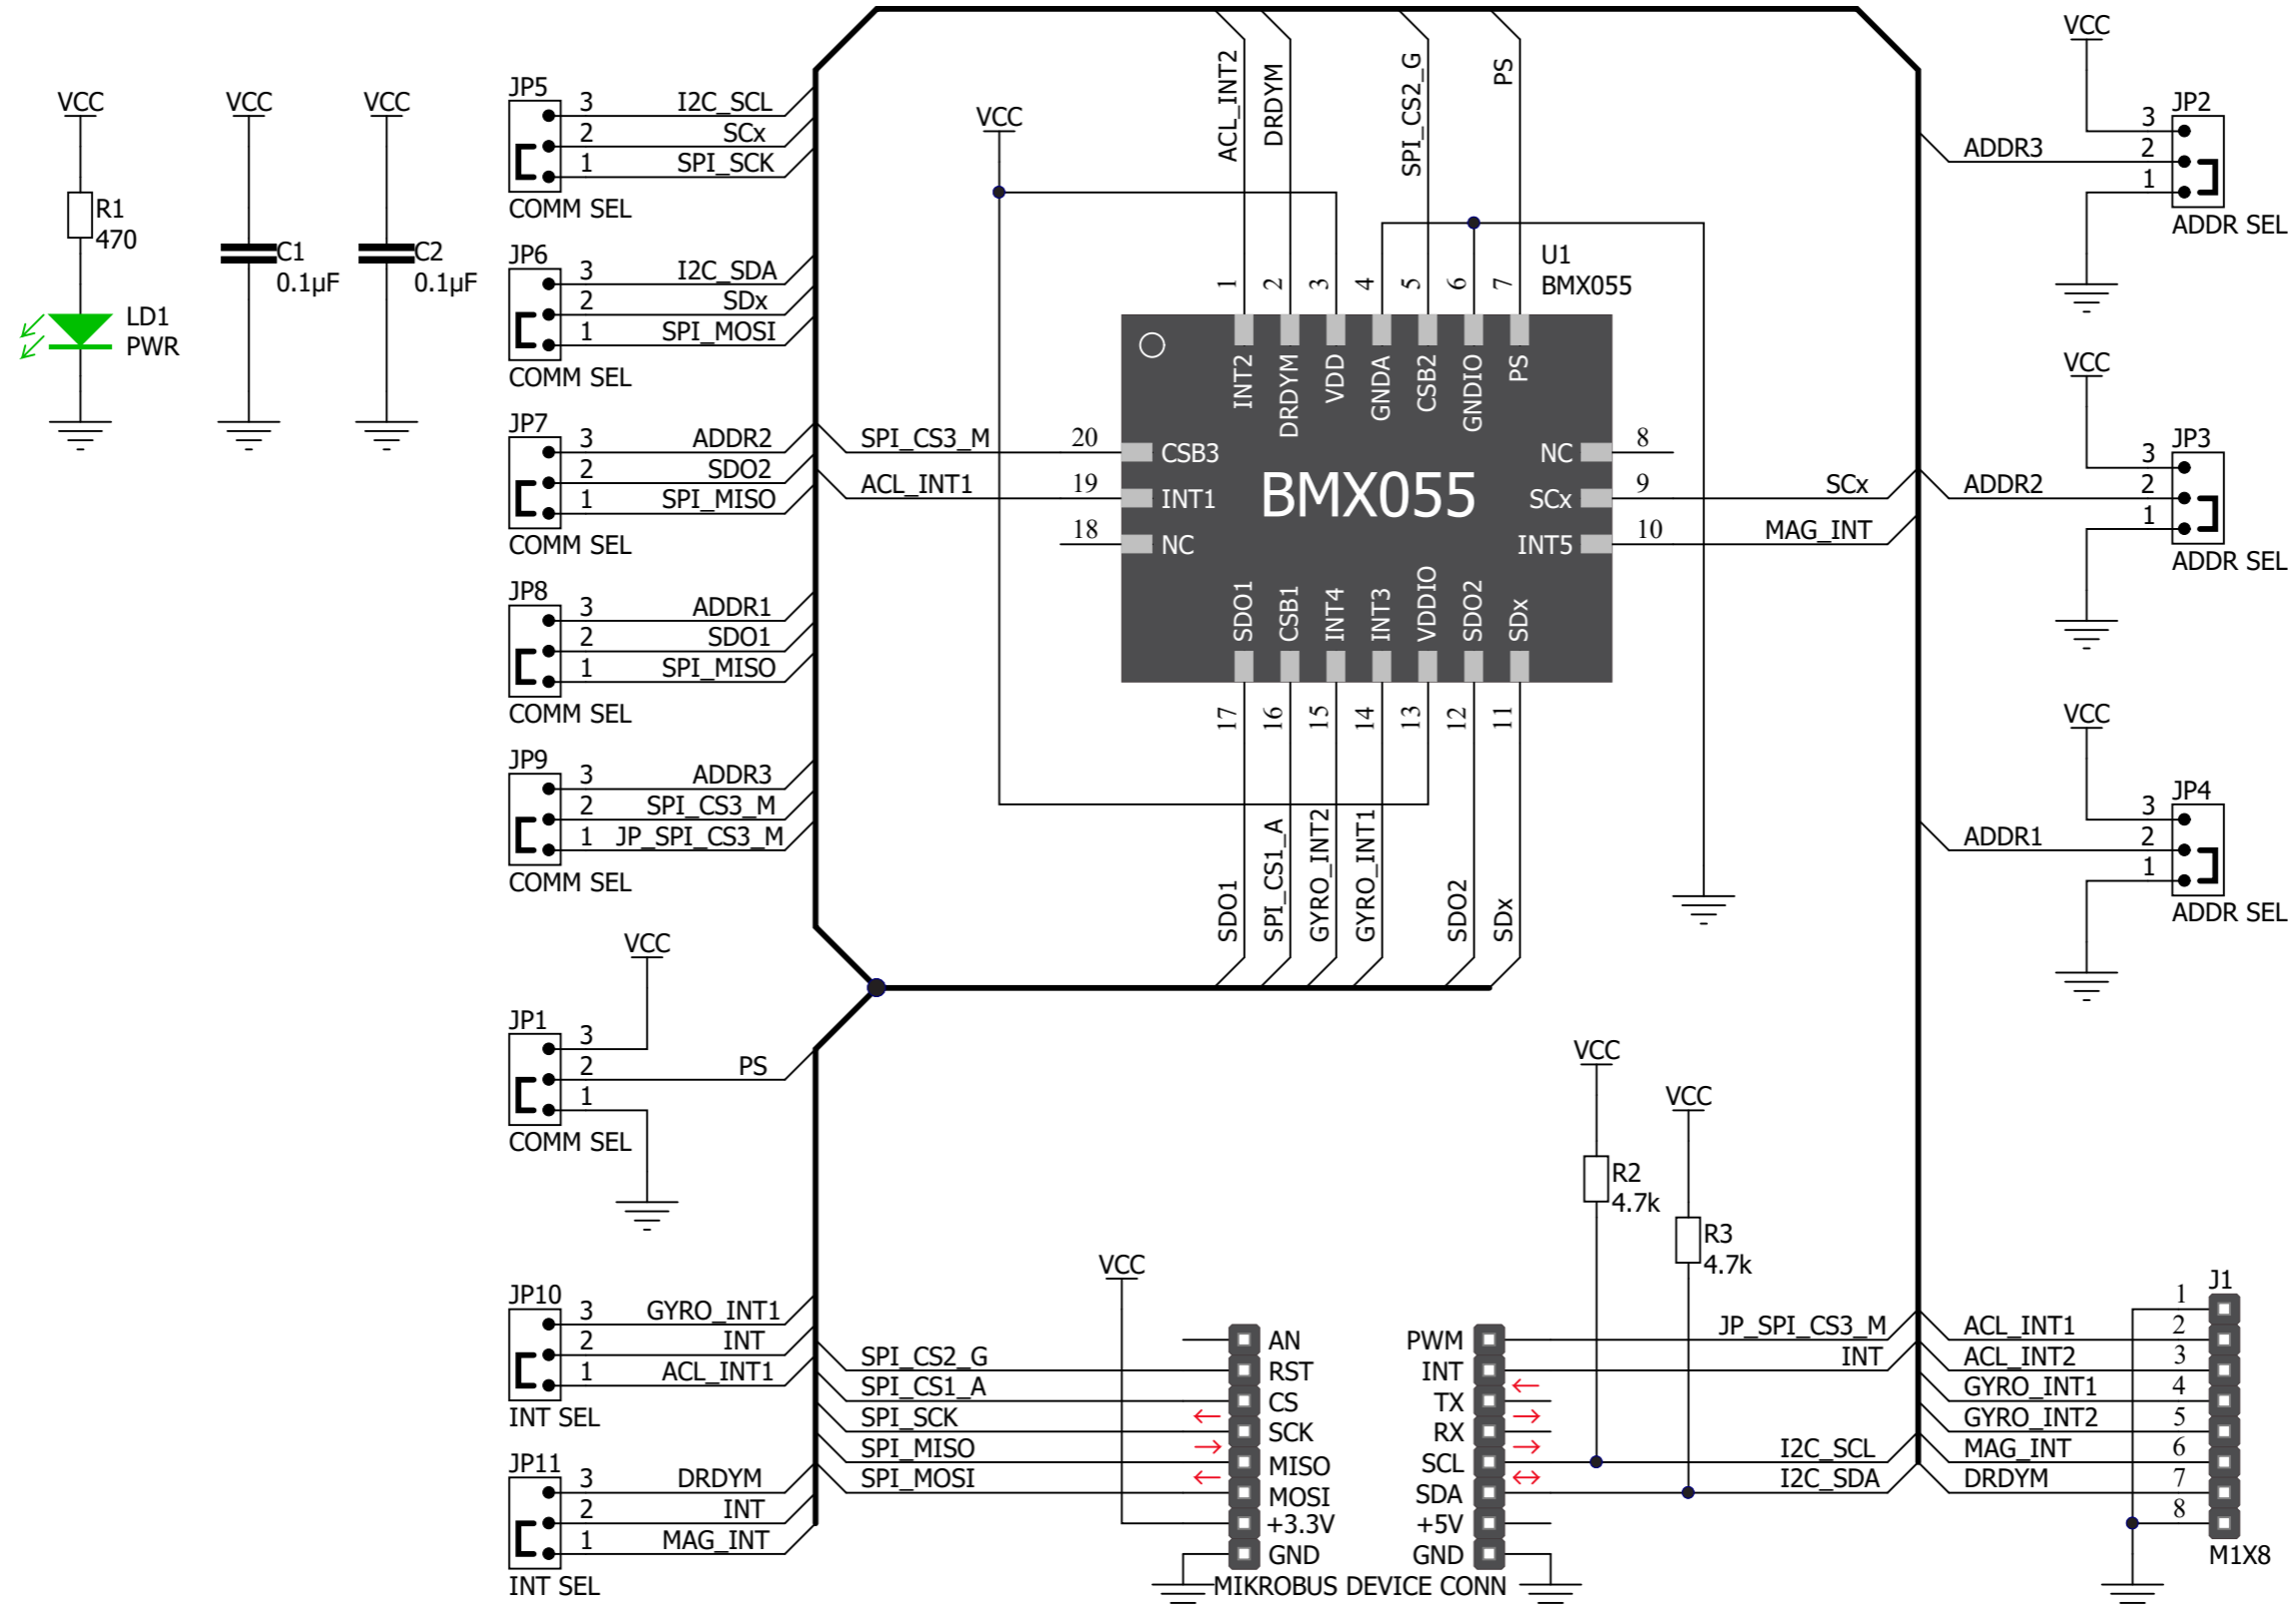 VCC
R1
470
LD1
PWR
VCC
C1
0.1µF
VCC
C2
0.1µF
JP5
3 I2C_SCL
2 SCx
1 SPI_SCK
COMM SEL
JP6
3 I2C_SDA
2 SDx
1 SPI_MOSI
COMM SEL
JP7
3 ADDR2
2 SDO2
1 SPI_MISO
COMM SEL
JP8
3 ADDR1
2 SDO1
1 SPI_MISO
COMM SEL
JP9
3 ADDR3
2 SPI_CS3_M
1 JP_SPI_CS3_M
COMM SEL
VCC
JP1
3
2 PS
1
COMM SEL
JP10
3 GYRO_INT1
2 INT
1 ACL_INT1
INT SEL
JP11
3 DRDYM
2 INT
1 MAG_INT
INT SEL
VCC
ACL_INT2
DRDYM
SPI_CS2_G
PS
U1
BMX055
1 2 3 4 5 6 7
INT2 DRDYM VDD GNDA CSB2 GNDIO PS
SPI_CS3_M 20 CSB3
ACL_INT1 19 INT1
18 NC
BMX055
NC 8
SCx 9 SCx
INT5 10 MAG_INT
SDO1 CSB1 INT4 INT3 VDDIO SDO2 SDx
17 16 15 14 13 12 11
SDO1
SPI_CS1_A
GYRO_INT2
GYRO_INT1
SDO2
SDx
VCC
JP2
3
ADDR3 2
1
ADDR SEL
VCC
JP3
3
ADDR2 2
1
ADDR SEL
VCC
JP4
3
ADDR1 2
1
ADDR SEL
VCC
R2
4.7k
VCC
R3
4.7k
VCC
AN
SPI_CS2_G RST
SPI_CS1_A CS
SPI_SCK SCK
SPI_MISO MISO
SPI_MOSI MOSI
+3.3V
GND
PWM JP_SPI_CS3_M
INT INT
TX
RX
SCL I2C_SCL
SDA I2C_SDA
+5V
GND
MIKROBUS DEVICE CONN
J1
1
ACL_INT1 2
ACL_INT2 3
GYRO_INT1 4
GYRO_INT2 5
MAG_INT 6
DRDYM 7
8
M1X8